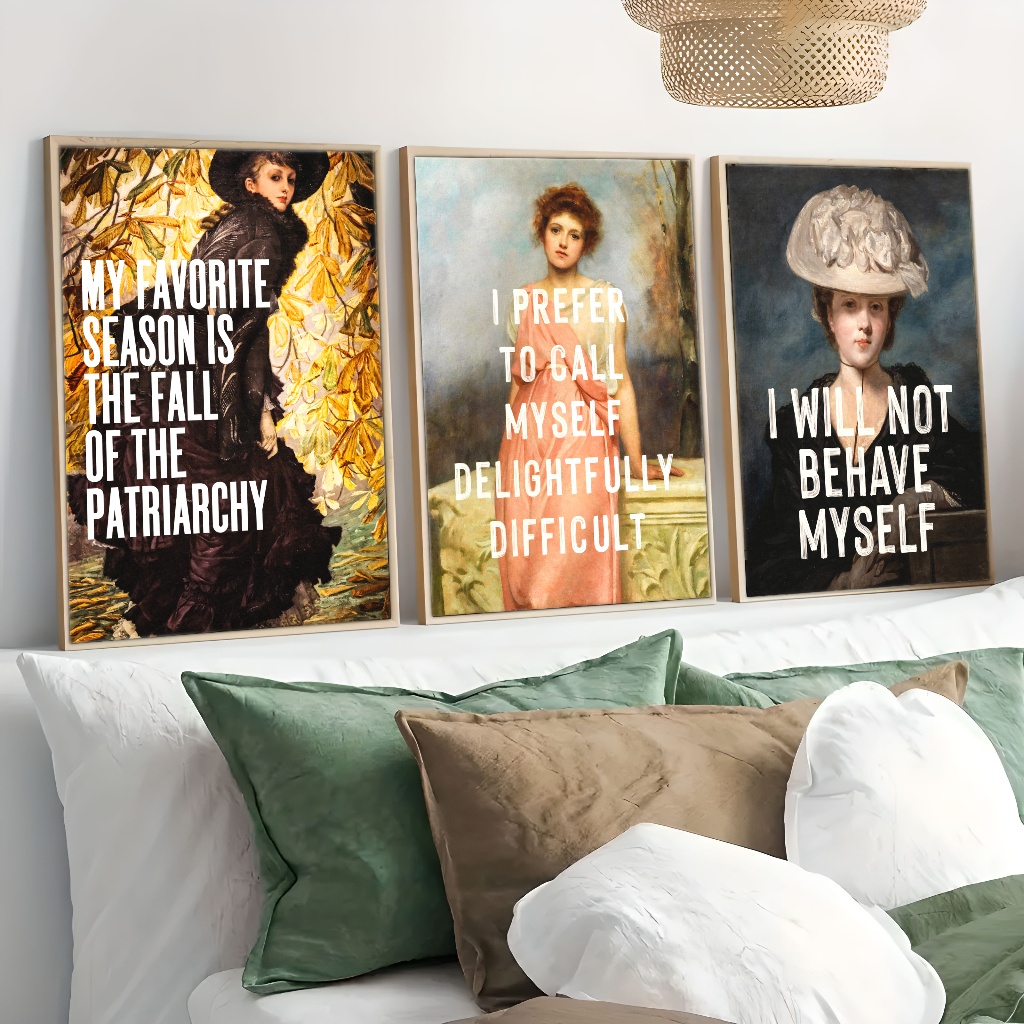 MY FAVORITE
SEASON IS
THE FALL
OF THE
PATRIARCHY
I PREFER
TO CALL
MYSELF
DELIGHTFULLY
DIFFICULT
I WILL NOT
BEHAVE
MYSELF